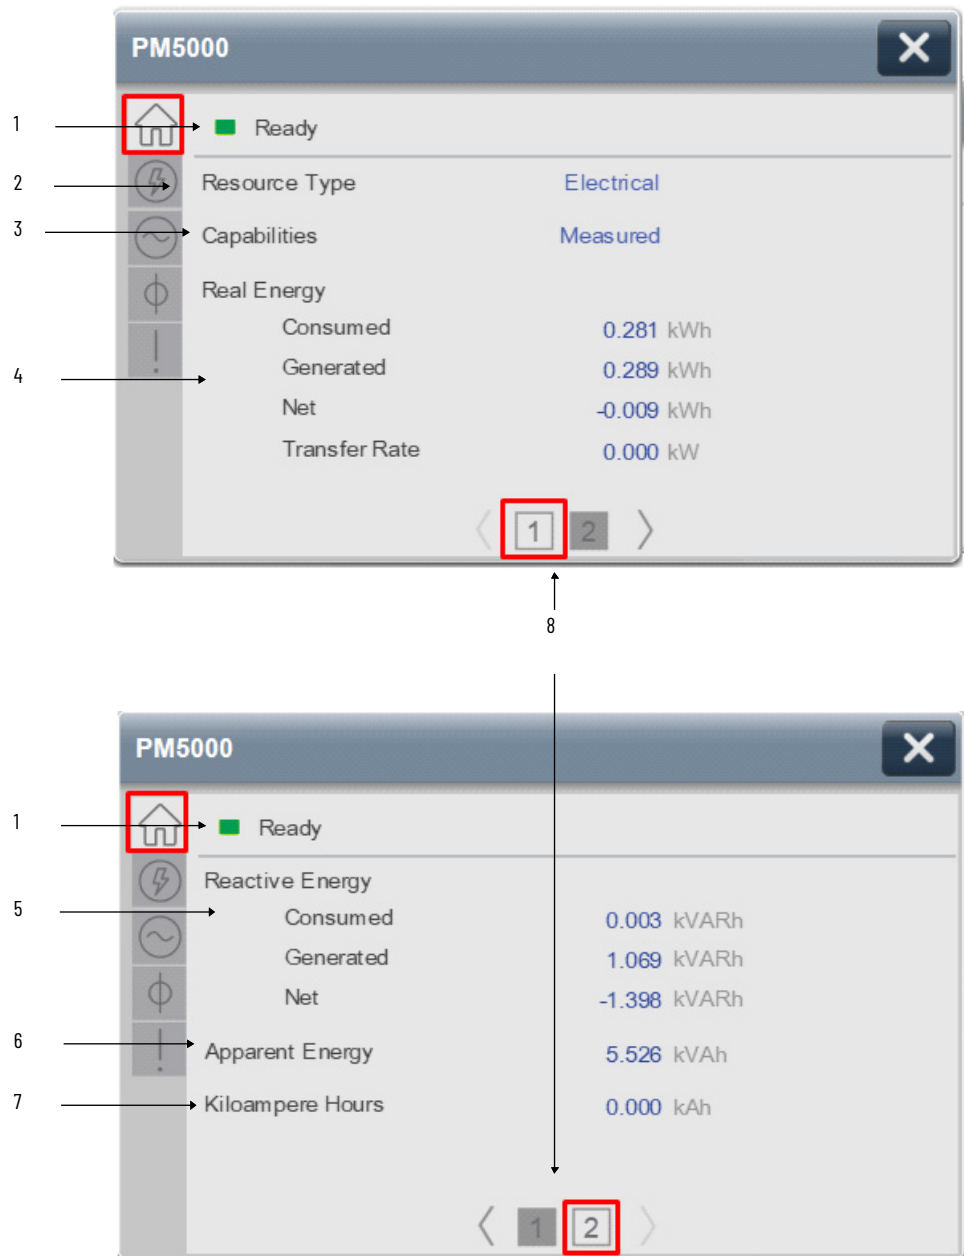 PM5000
1
Ready
2
Resource Type Electrical
3
Capabilities Measured
Real Energy
Consumed 0.281 kWh
Generated 0.289 kWh
4
Net -0.009 kWh
Transfer Rate 0.000 kW
1 2
8
PM5000
1
Ready
Reactive Energy
5
Consumed 0.003 kVARh
Generated 1.069 kVARh
Net -1.398 kVARh
6
Apparent Energy 5.526 kVAh
7
Kiloampere Hours 0.000 kAh
1 2